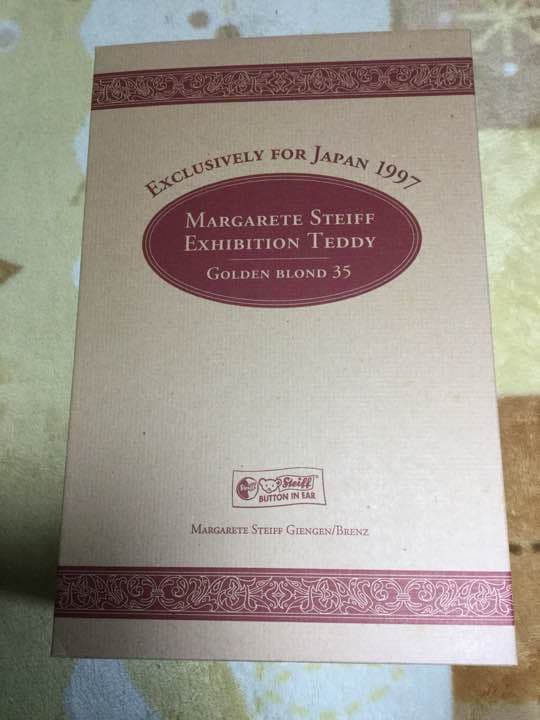 EXCLUSIVELY FOR JAPAN 1997
MARGARETE STEIFF
EXHIBITION TEDDY
GOLDEN BLOND 35
Steiff Steiff
BUTTON IN EAR
MARGARETE STEIFF GIENGEN/BRENZ